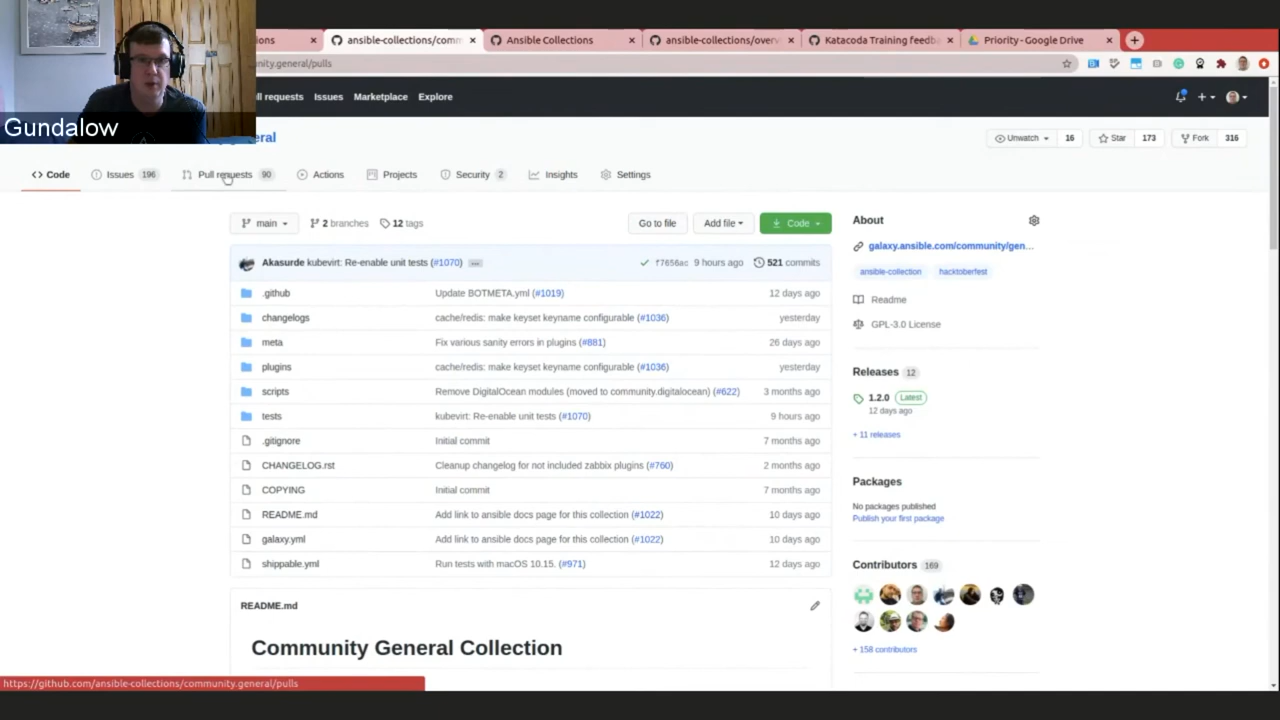 ions
ansible-collections/com
Ansible Collections
ansible-collections/over
Katacoda Training feedba
Priority - Google Drive
unity.general/pulls
Gundalow
ull requests
Issues
Marketplace
Explore
eral
Unwatch 16
Star 173
Fork 316
Code
Issues 196
Pull requests 90
Actions
Projects
Security 2
Insights
Settings
main
2 branches
12 tags
Go to file
Add file
Code
Akasurde kubevirt: Re-enable unit tests (#1070) ... f7656ac 9 hours ago 521 commits
.github Update BOTMETA.yml (#1019) 12 days ago
changelogs cache/redis: make keyset keyname configurable (#1036) yesterday
meta Fix various sanity errors in plugins (#881) 26 days ago
plugins cache/redis: make keyset keyname configurable (#1036) yesterday
scripts Remove DigitalOcean modules (moved to community.digitalocean) (#622) 3 months ago
tests kubevirt: Re-enable unit tests (#1070) 9 hours ago
.gitignore Initial commit 7 months ago
CHANGELOG.rst Cleanup changelog for not included zabbix plugins (#760) 2 months ago
COPYING Initial commit 7 months ago
README.md Add link to ansible docs page for this collection (#1022) 10 days ago
galaxy.yml Add link to ansible docs page for this collection (#1022) 10 days ago
shippable.yml Run tests with macOS 10.15. (#971) 12 days ago
README.md
Community General Collection
About
galaxy.ansible.com/community/gen...
ansible-collection hacktoberfest
Readme
GPL-3.0 License
Releases 12
1.2.0 Latest
12 days ago
+ 11 releases
Packages
No packages published
Publish your first package
Contributors 169
+ 158 contributors
https://github.com/ansible-collections/community.general/pulls